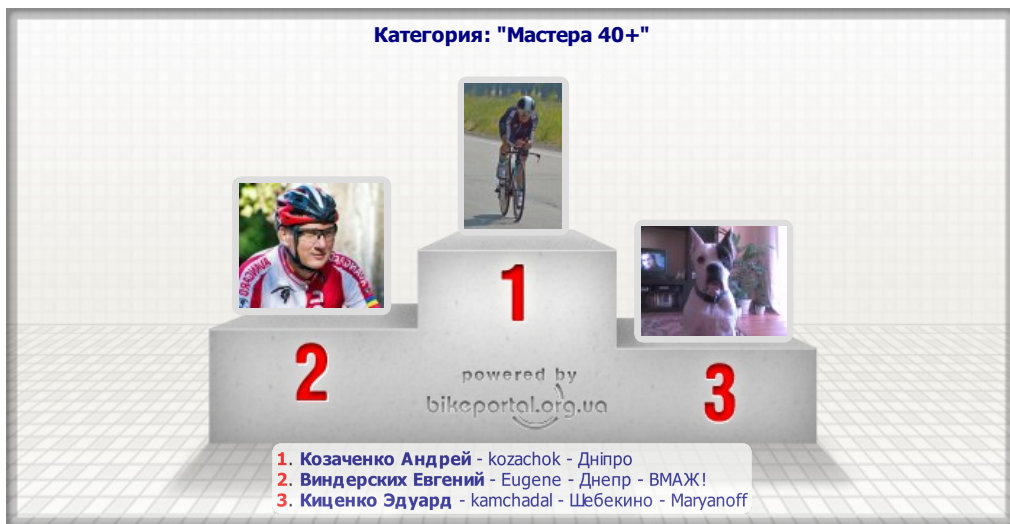 Категория: "Мастера 40+"
1
2
3
powered by
bikeportal.org.ua
1. Козаченко Андрей - kozachok - Дніпро
2. Виндерских Евгений - Eugene - Днепр - ВМАЖ!
3. Киценко Эдуард - kamchadal - Шебекино - Maryanoff